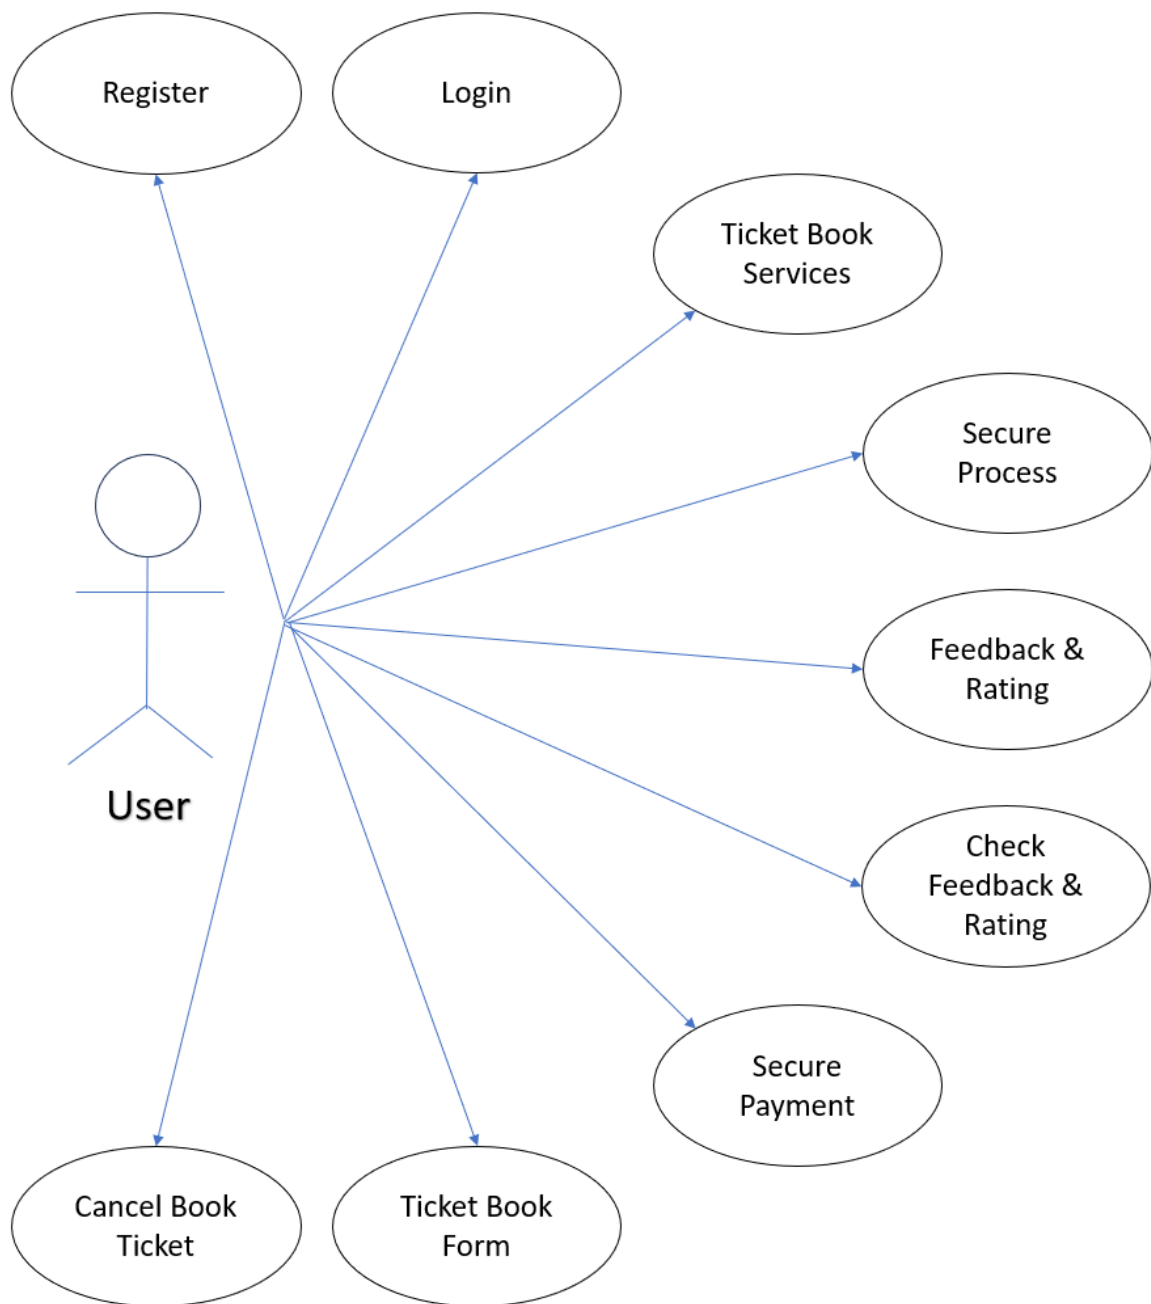 Register
Login
Ticket Book
Services
Secure
Process
Feedback &
Rating
User
Check
Feedback &
Rating
Secure
Payment
Cancel Book
Ticket
Ticket Book
Form